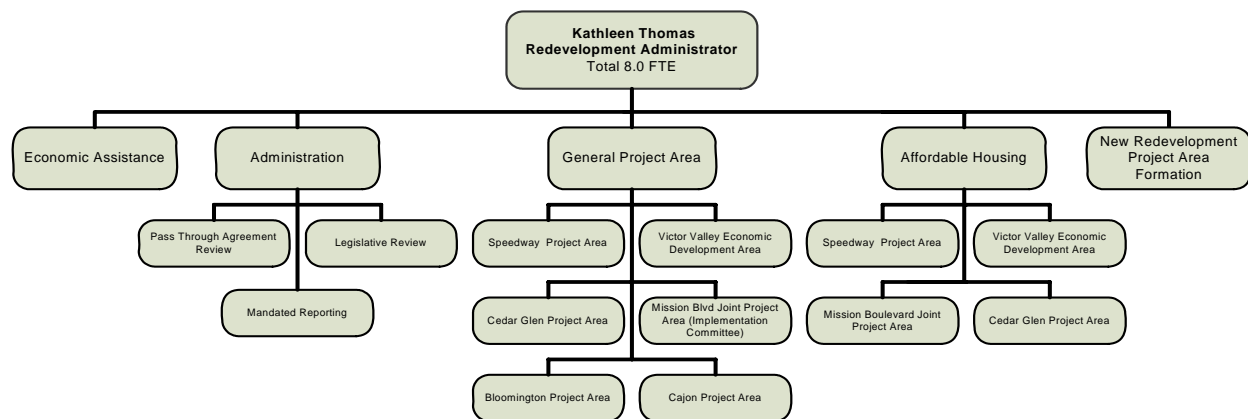 Kathleen Thomas
Redevelopment Administrator
Total 8.0 FTE
Economic Assistance
Administration
General Project Area
Affordable Housing
New Redevelopment
Project Area
Formation
Pass Through Agreement
Review
Legislative Review
Mandated Reporting
Speedway Project Area
Victor Valley Economic
Development Area
Cedar Glen Project Area
Mission Blvd Joint Project
Area (Implementation
Committee)
Bloomington Project Area
Cajon Project Area
Speedway Project Area
Victor Valley Economic
Development Area
Mission Boulevard Joint
Project Area
Cedar Glen Project Area